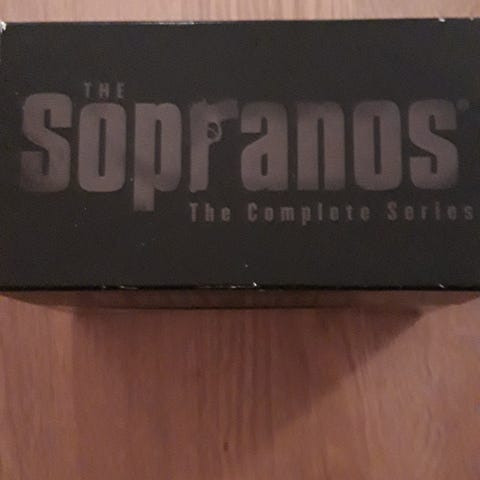 THE
Sopranos®
The Complete Series